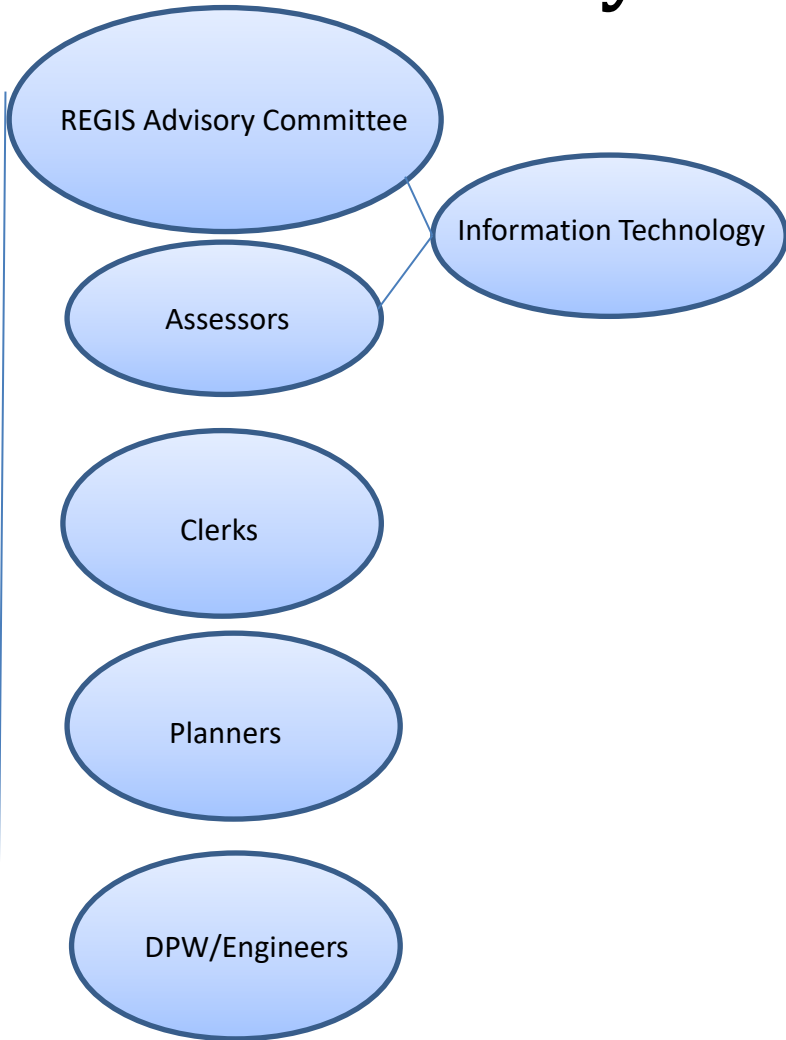 REGIS Advisory Committee
Information Technology
Assessors
Clerks
Planners
DPW/Engineers